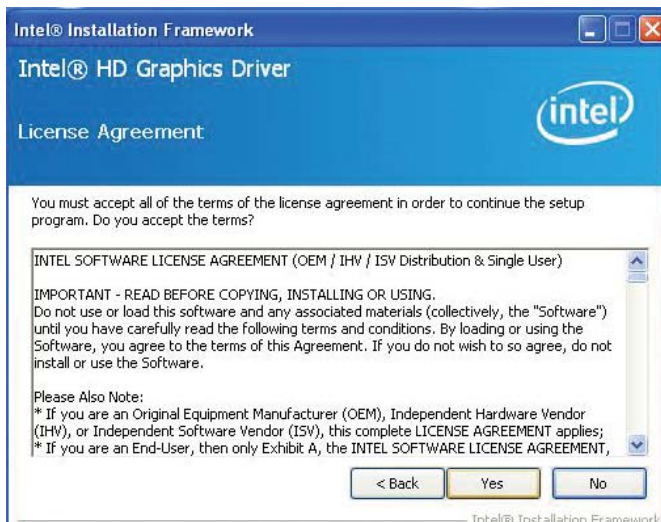 Intel® Installation Framework
Intel® HD Graphics Driver
intel
License Agreement
You must accept all of the terms of the license agreement in order to continue the setup
program. Do you accept the terms?
INTEL SOFTWARE LICENSE AGREEMENT (OEM / IHV / ISV Distribution & Single User)
IMPORTANT - READ BEFORE COPYING, INSTALLING OR USING.
Do not use or load this software and any associated materials (collectively, the "Software")
until you have carefully read the following terms and conditions. By loading or using the
Software, you agree to the terms of this Agreement. If you do not wish to so agree, do not
install or use the Software.
Please Also Note:
* If you are an Original Equipment Manufacturer (OEM), Independent Hardware Vendor
(IHV), or Independent Software Vendor (ISV), this complete LICENSE AGREEMENT applies;
* If you are an End-User, then only Exhibit A, the INTEL SOFTWARE LICENSE AGREEMENT,
< Back Yes No
Intel® Installation Framework